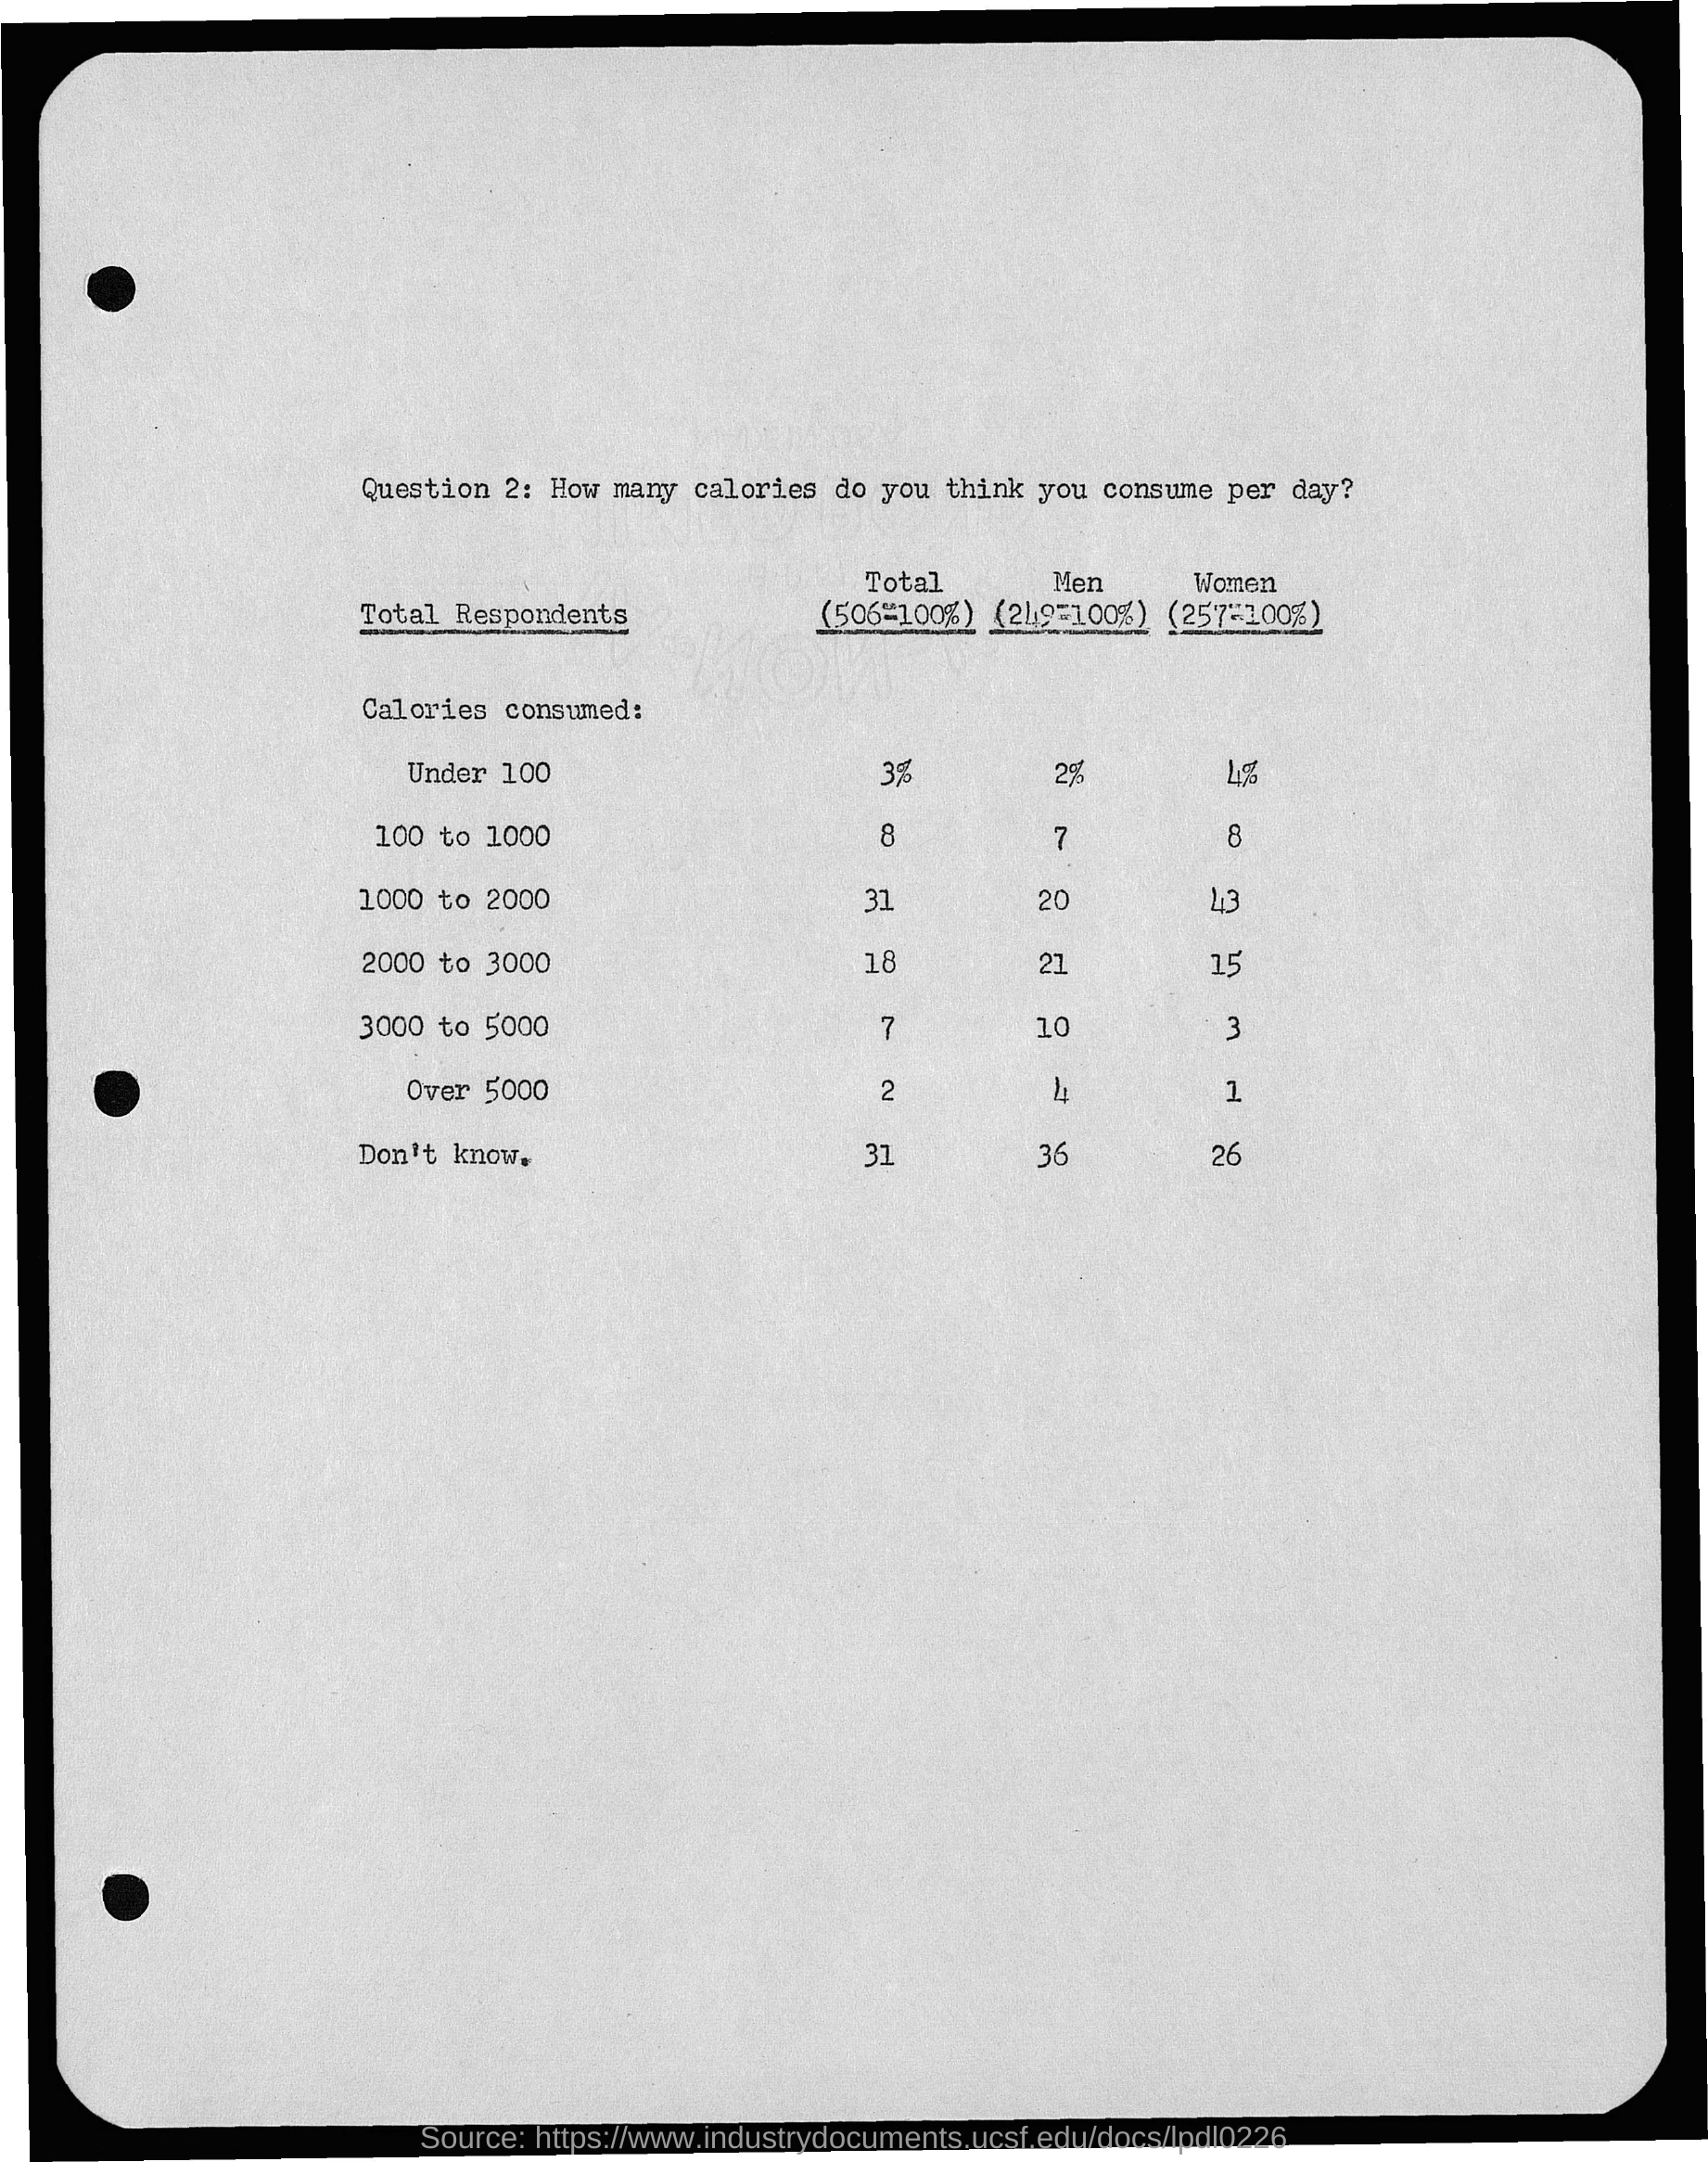 Question 2: How many calories do you think you consume per day?
Total Men Women
Total Respondents (506=100%) (249=100%) (257=100%)
Calories consumed:
Under 100 3% 2% 4%
100 to 1000 8 7 8
1000 to 2000 31 20 43
2000 to 3000 18 21 15
3000 to 5000 7 10 3
Over 5000 2 4 1
Don't know. 31 36 26
Source: https://www.industrydocuments.ucsf.edu/docs/lpdl0226